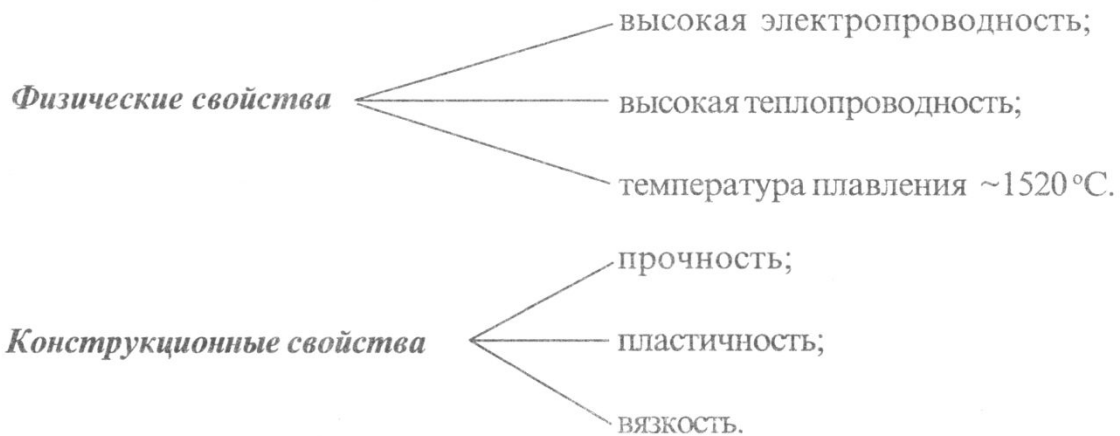 высокая электропроводность;
Физические свойства
высокая теплопроводность;
температура плавления ~1520 °С.
прочность;
Конструкционные свойства
пластичность;
вязкость.